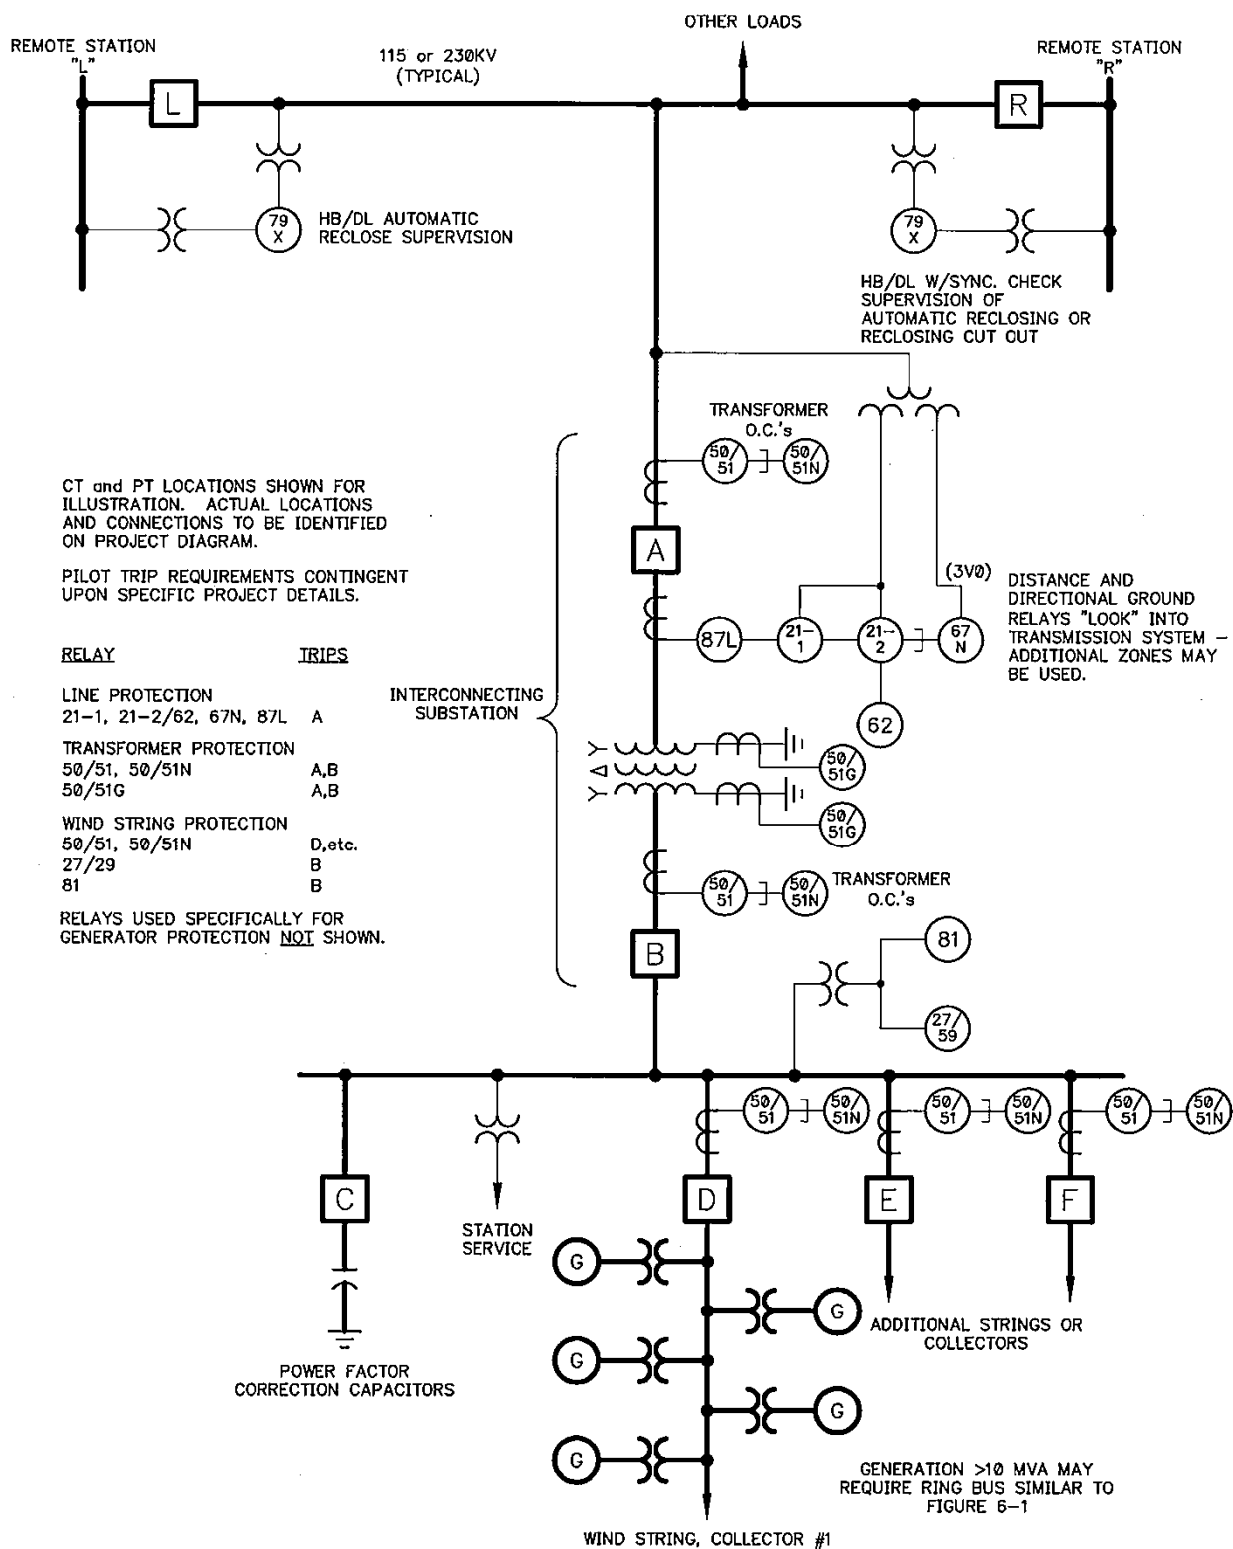 OTHER LOADS
REMOTE STATION
"L"
115 or 230KV
(TYPICAL)
REMOTE STATION
"R"
L
R
79
X
HB/DL AUTOMATIC
RECLOSE SUPERVISION
79
X
HB/DL W/SYNC. CHECK
SUPERVISION OF
AUTOMATIC RECLOSING OR
RECLOSING CUT OUT
TRANSFORMER
O.C.'s
50/
51
50/
51N
CT and PT LOCATIONS SHOWN FOR
ILLUSTRATION. ACTUAL LOCATIONS
AND CONNECTIONS TO BE IDENTIFIED
ON PROJECT DIAGRAM.
PILOT TRIP REQUIREMENTS CONTINGENT
UPON SPECIFIC PROJECT DETAILS.
A
(3V0)
87L
21-
1
21-
2
67
N
62
DISTANCE AND
DIRECTIONAL GROUND
RELAYS "LOOK" INTO
TRANSMISSION SYSTEM -
ADDITIONAL ZONES MAY
BE USED.
RELAY TRIPS
LINE PROTECTION
21-1, 21-2/62, 67N, 87L A
TRANSFORMER PROTECTION
50/51, 50/51N A,B
50/51G A,B
WIND STRING PROTECTION
50/51, 50/51N D,etc.
27/29 B
81 B
RELAYS USED SPECIFICALLY FOR
GENERATOR PROTECTION NOT SHOWN.
INTERCONNECTING
SUBSTATION
50/
51G
50/
51G
50/
51
50/
51N
TRANSFORMER
O.C.'s
B
81
27/
59
50/
51
50/
51N
50/
51
50/
51N
50/
51
50/
51N
C
D
E
F
STATION
SERVICE
G
G
G
G
G
ADDITIONAL STRINGS OR
COLLECTORS
POWER FACTOR
CORRECTION CAPACITORS
GENERATION >10 MVA MAY
REQUIRE RING BUS SIMILAR TO
FIGURE 6-1
WIND STRING, COLLECTOR #1